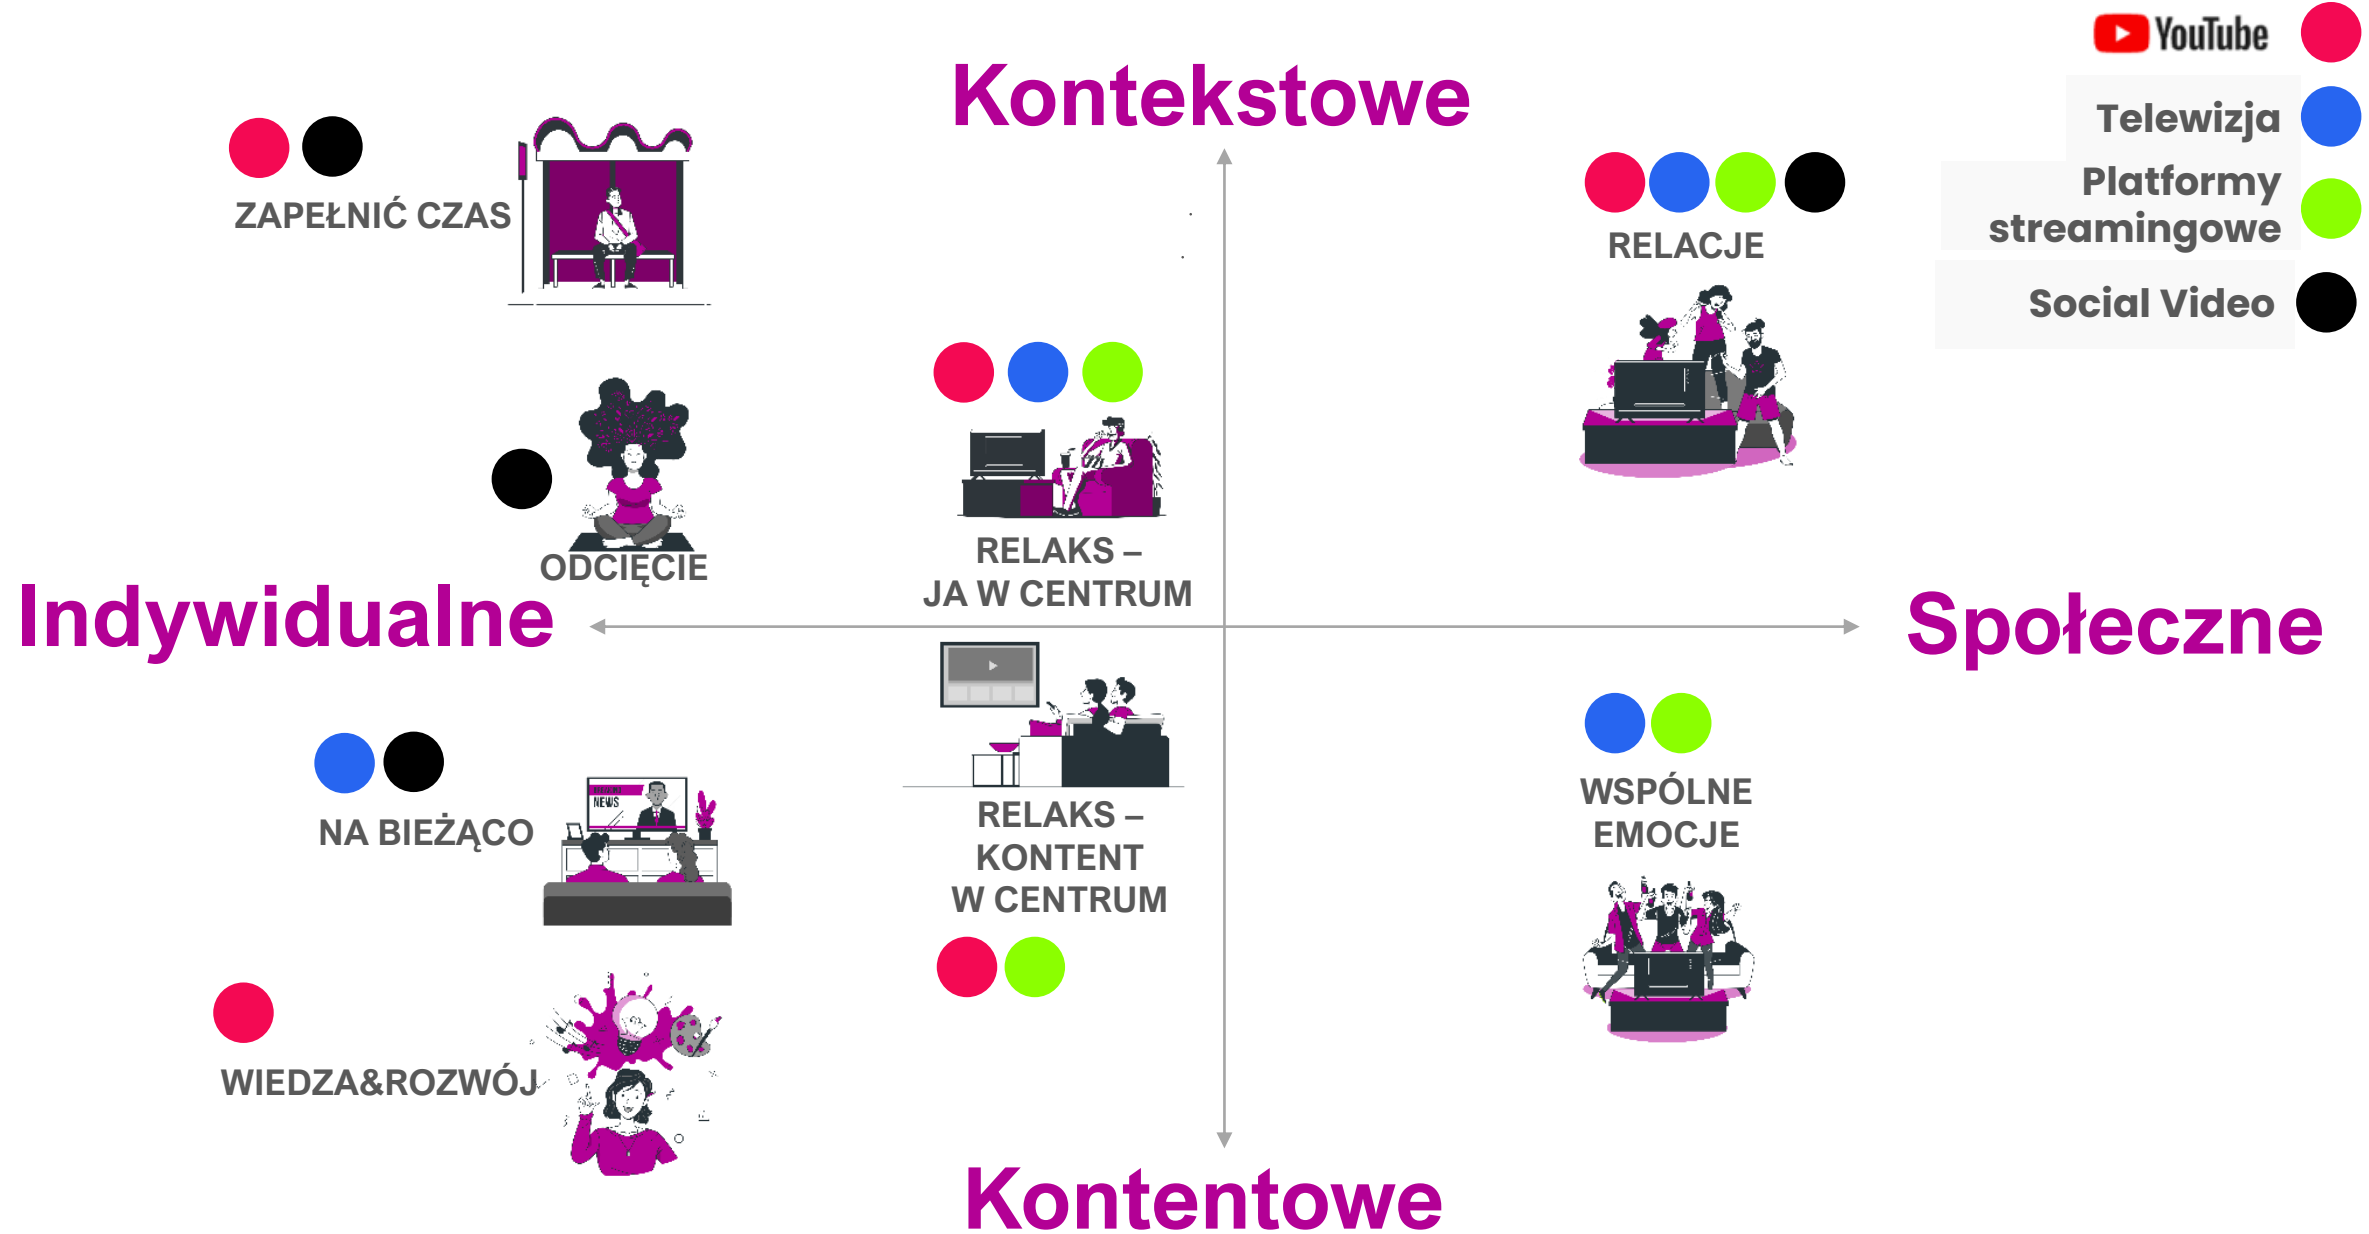 YouTube
Kontekstowe
Telewizja
Platformy
streamingowe
Social Video
ZAPEŁNIĆ CZAS
RELACJE
ODCIĘCIE
RELAKS –
JA W CENTRUM
Indywidualne
Społeczne
NA BIEŻĄCO
NEWS
RELAKS –
KONTENT
W CENTRUM
WSPÓLNE
EMOCJE
WIEDZA&ROZWÓJ
Kontentowe